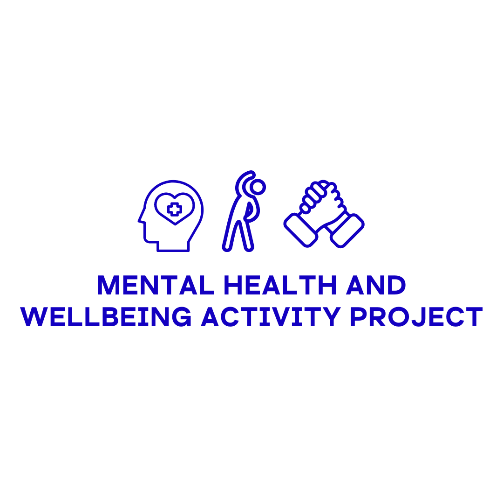 MENTAL HEALTH AND
WELLBEING ACTIVITY PROJECT